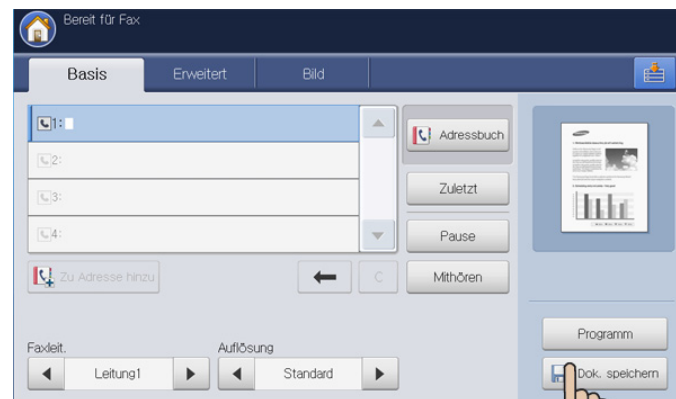 Bereit für Fax
Basis
Erweitert
Bild
1:
Adressbuch
2:
3:
Zuletzt
4:
Pause
Zu Adresse hinzu
C
Mithören
Faxleit.
Auflösung
Programm
Leitung1
Standard
Dok. speichern